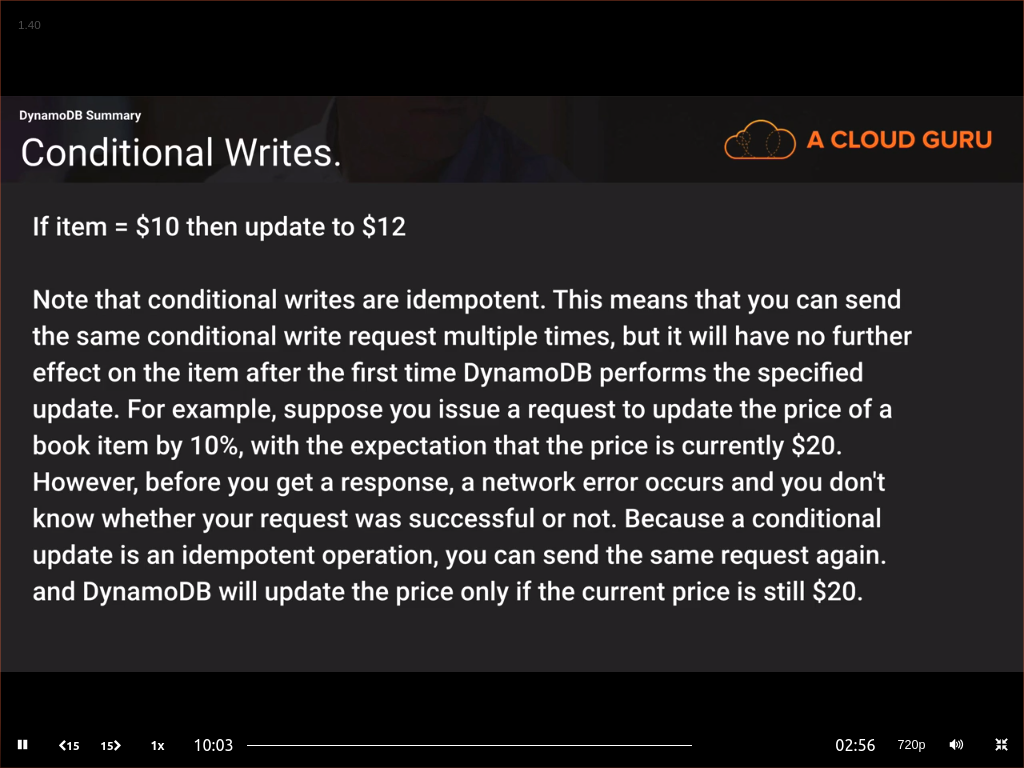 1.40
DynamoDB Summary
Conditional Writes.
A CLOUD GURU
If item = $10 then update to $12
Note that conditional writes are idempotent. This means that you can send
the same conditional write request multiple times, but it will have no further
effect on the item after the first time DynamoDB performs the specified
update. For example, suppose you issue a request to update the price of a
book item by 10%, with the expectation that the price is currently $20.
However, before you get a response, a network error occurs and you don't
know whether your request was successful or not. Because a conditional
update is an idempotent operation, you can send the same request again.
and DynamoDB will update the price only if the current price is still $20.
15 15 1x 10:03 02:56 720p